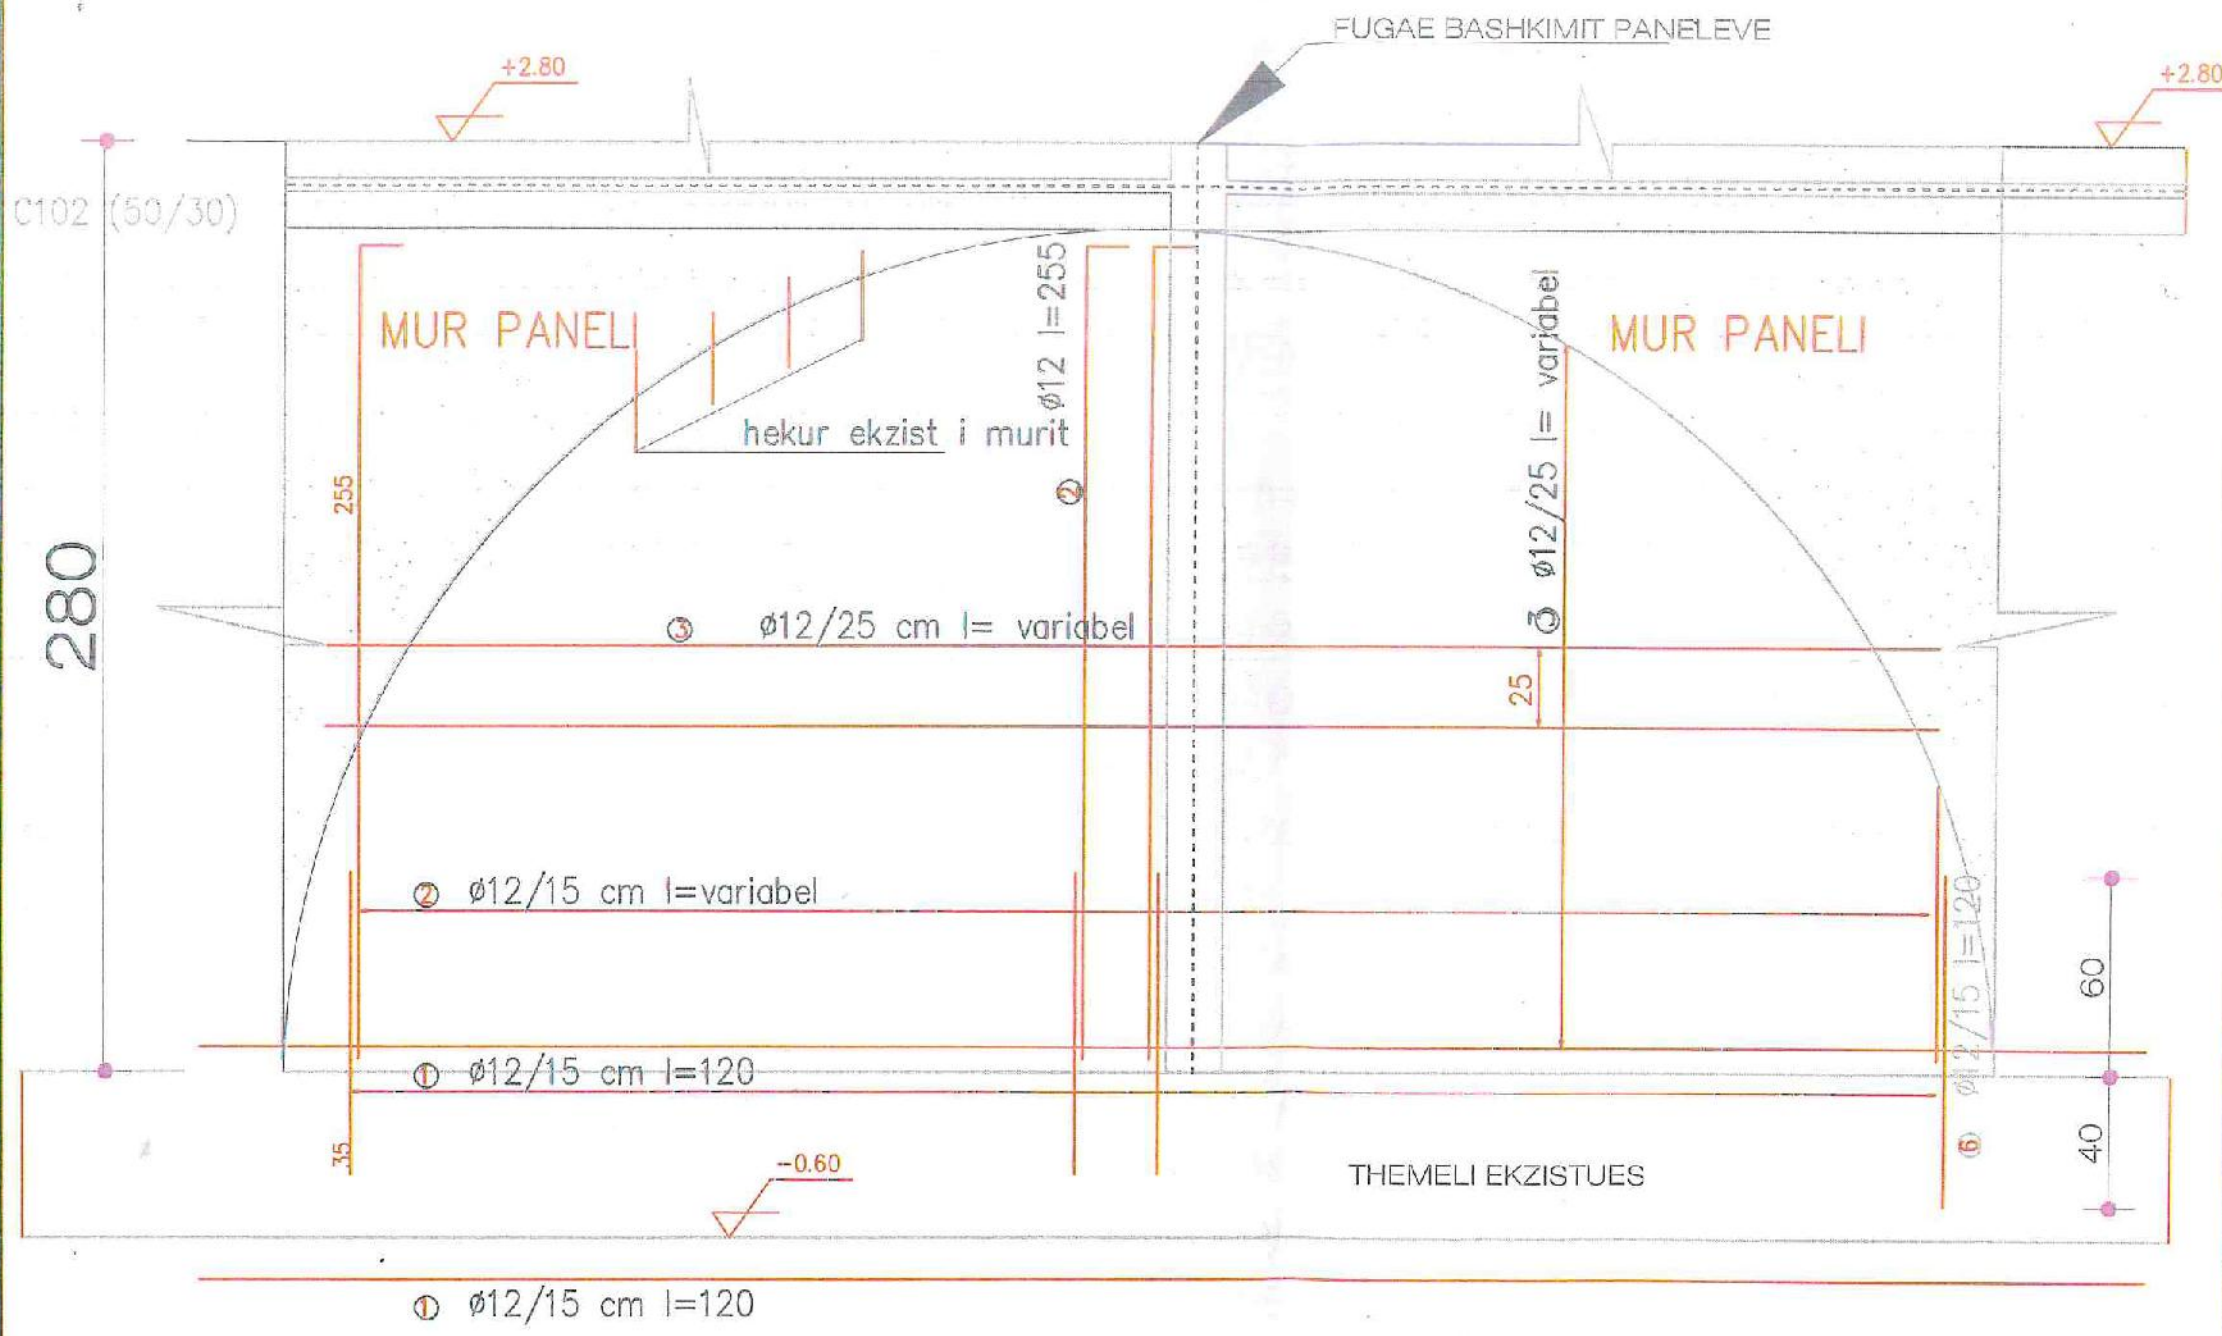 FUGAE BASHKIMIT PANELEVE
+2.80
+2.80
C102 (50/30)
MUR PANELI
ø12 l=255
②
③ ø12/25 l= variabel
MUR PANELI
hekur ekzist i murit
255
280
③ ø12/25 cm l= variabel
25
② ø12/15 cm l=variabel
ø12/15 l=120
⑥
60
① ø12/15 cm l=120
35
40
-0.60
THEMELI EKZISTUES
① ø12/15 cm l=120